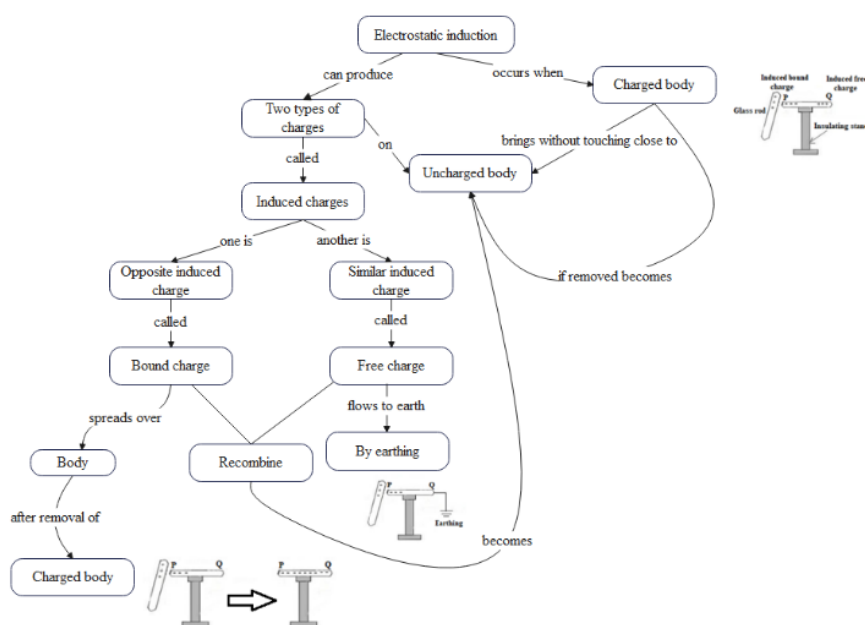 Electrostatic induction
can produce
occurs when
Charged body
Induced bound
charge
Induced free
charge
P
Q
Glass rod
Insulating stand
Two types of
charges
on
brings without touching close to
called
Uncharged body
Induced charges
one is
another is
Opposite induced
charge
Similar induced
charge
if removed becomes
called
called
Bound charge
Free charge
spreads over
flows to earth
Body
Recombine
By earthing
P
Q
Earthing
after removal of
becomes
Charged body
P
Q
P
Q